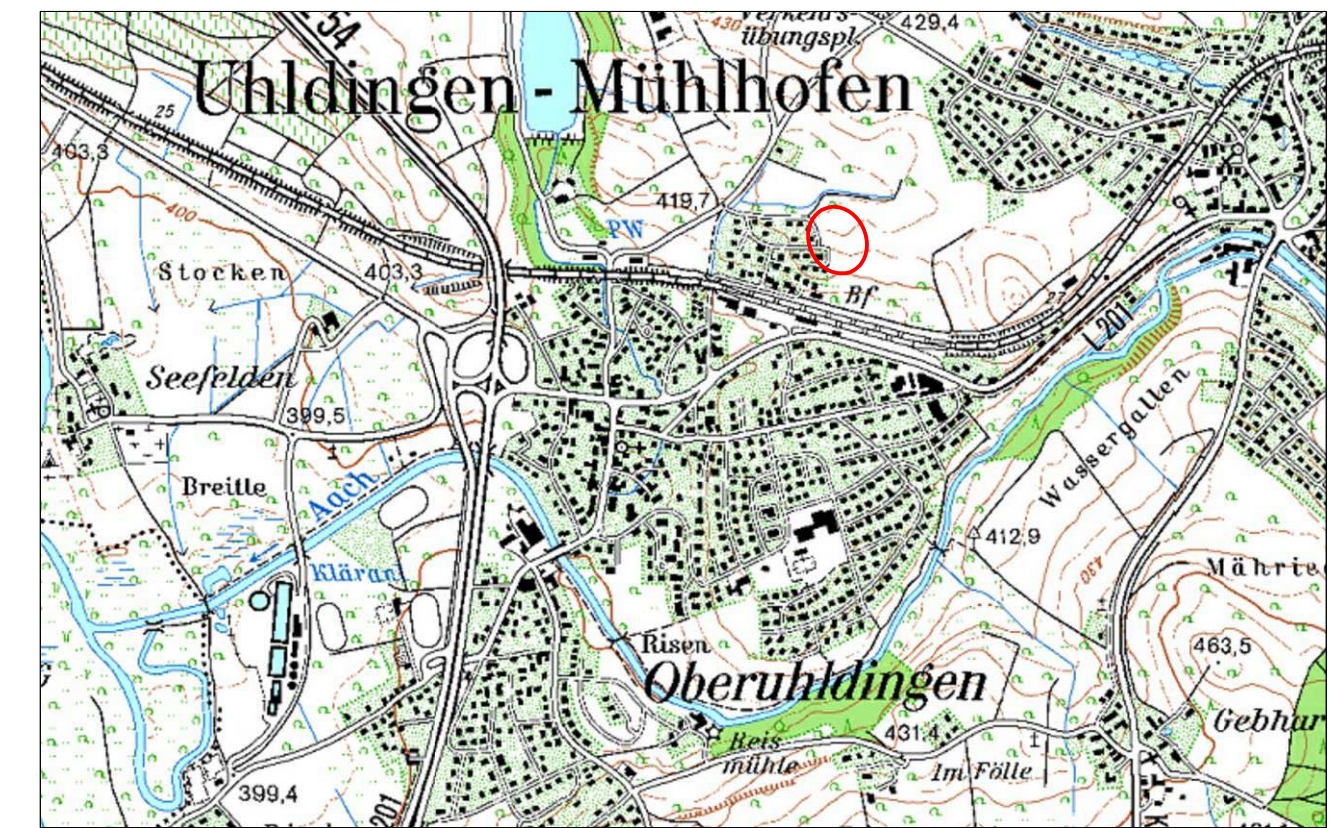 54
430
Verkehrs-
übungspl.
429,4
Uhldingen - Mühlhofen
25
403,3
419,7
400
PW
Stocken
403,3
Bf
27
L 201
Seefelden
399,5
Wassergallen
Breitle
Aach
412,9
430
Mährie
Kläranl
Risen
463,5
Oberuhldingen
Gebhar
431,4
Reis
mühle
Im Fölle
399,4
201